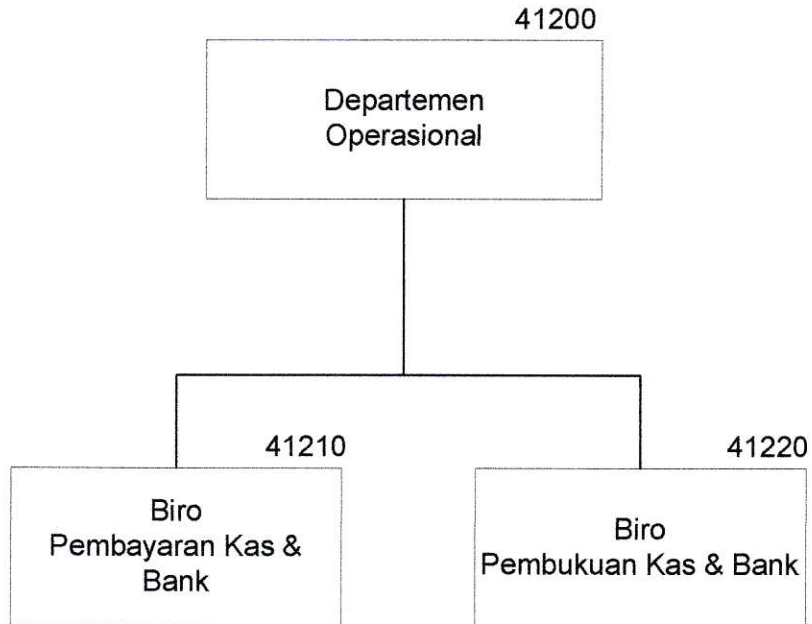 41200
Departemen
Operasional
41210
Biro
Pembayaran Kas &
Bank
41220
Biro
Pembukuan Kas & Bank